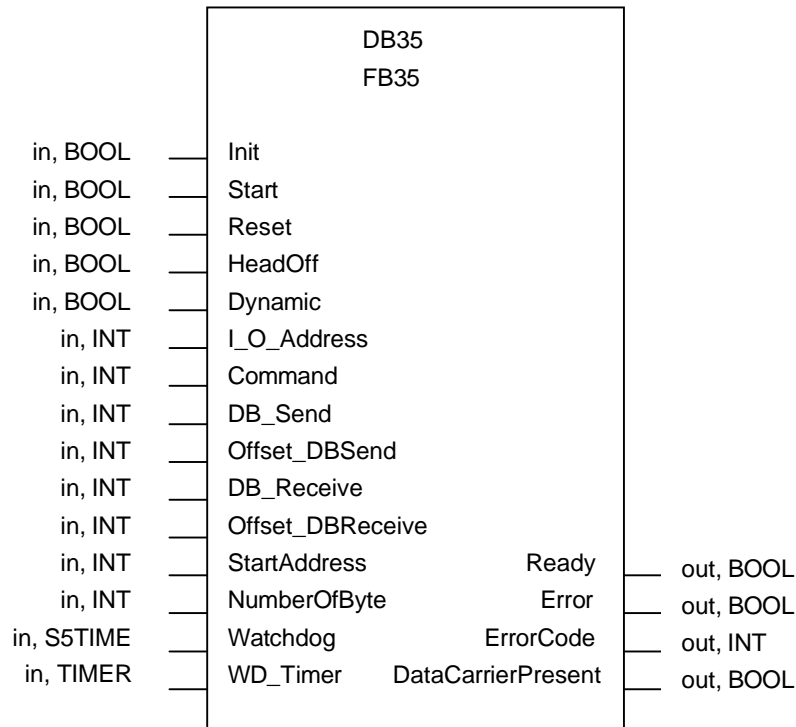 DB35
FB35
in, BOOL Init
in, BOOL Start
in, BOOL Reset
in, BOOL HeadOff
in, BOOL Dynamic
in, INT I_O_Address
in, INT Command
in, INT DB_Send
in, INT Offset_DBSend
in, INT DB_Receive
in, INT Offset_DBReceive
in, INT StartAddress Ready out, BOOL
in, INT NumberOfByte Error out, BOOL
in, S5TIME Watchdog ErrorCode out, INT
in, TIMER WD_Timer DataCarrierPresent out, BOOL